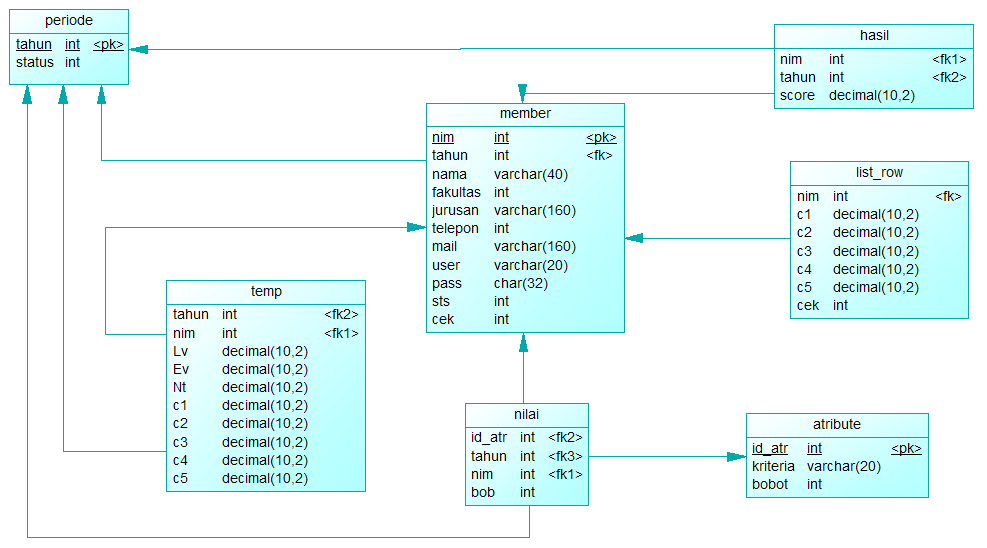 periode
tahun int <pk>
status int
hasil
nim int <fk1>
tahun int <fk2>
score decimal(10,2)
member
nim int <pk>
tahun int <fk>
nama varchar(40)
fakultas int
jurusan varchar(160)
telepon int
mail varchar(160)
user varchar(20)
pass char(32)
sts int
cek int
list_row
nim int <fk>
c1 decimal(10,2)
c2 decimal(10,2)
c3 decimal(10,2)
c4 decimal(10,2)
c5 decimal(10,2)
cek int
temp
tahun int <fk2>
nim int <fk1>
Lv decimal(10,2)
Ev decimal(10,2)
Nt decimal(10,2)
c1 decimal(10,2)
c2 decimal(10,2)
c3 decimal(10,2)
c4 decimal(10,2)
c5 decimal(10,2)
nilai
id_atr int <fk2>
tahun int <fk3>
nim int <fk1>
bob int
atribute
id_atr int <pk>
kriteria varchar(20)
bobot int